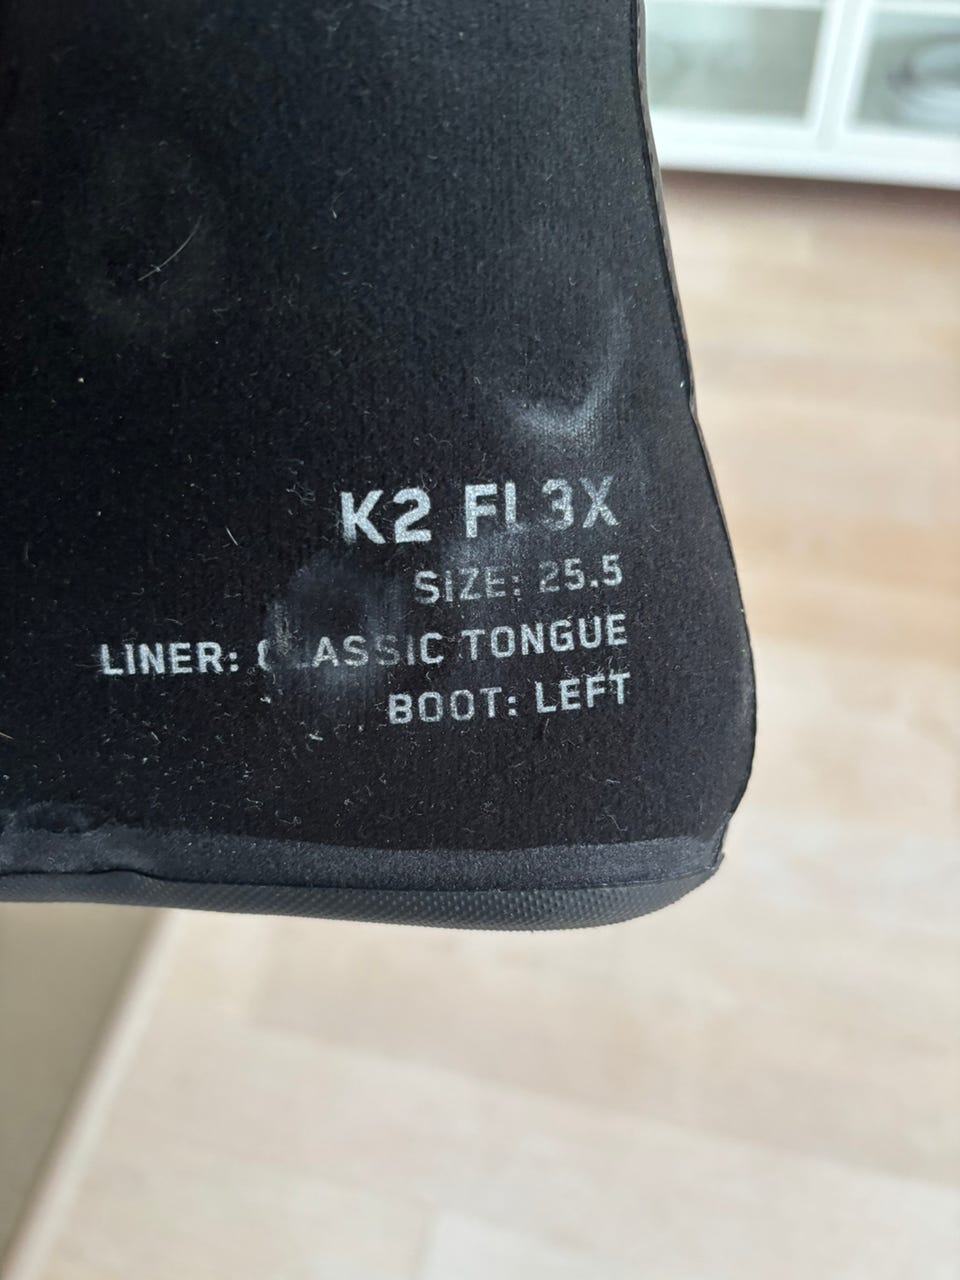 K2 FL3X
SIZE: 25.5
LINER: CLASSIC TONGUE
BOOT: LEFT